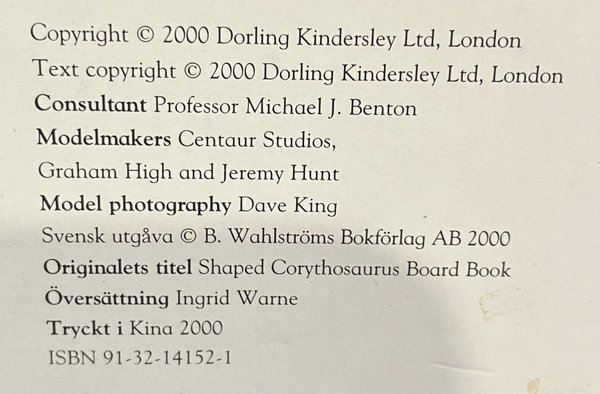 Copyright © 2000 Dorling Kindersley Ltd, London
Text copyright © 2000 Dorling Kindersley Ltd, London
Consultant Professor Michael J. Benton
Modelmakers Centaur Studios,
Graham High and Jeremy Hunt
Model photography Dave King
Svensk utgåva © B. Wahlströms Bokförlag AB 2000
Originalets titel Shaped Corythosaurus Board Book
Översättning Ingrid Warne
Tryckt i Kina 2000
ISBN 91-32-14152-1